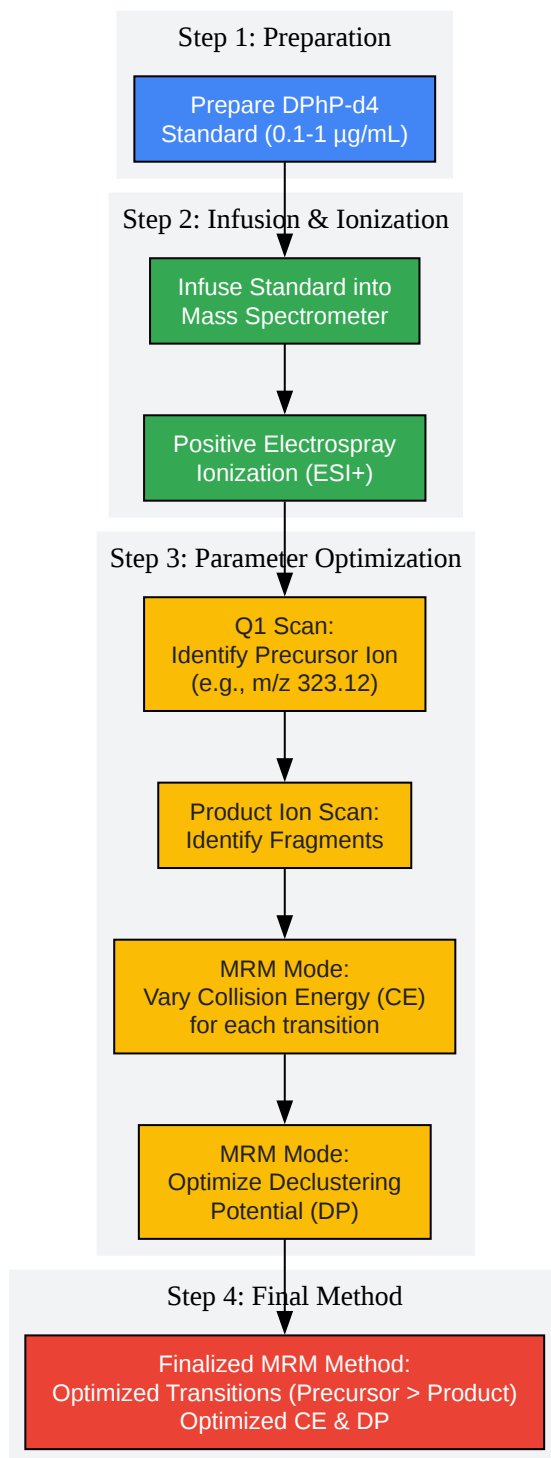 Step 1: Preparation
Prepare DPhP-d4
Standard (0.1-1 µg/mL)
Step 2: Infusion & Ionization
Infuse Standard into
Mass Spectrometer
Positive Electrospray
Ionization (ESI+)
Step 3: Parameter Optimization
Q1 Scan:
Identify Precursor Ion
(e.g., m/z 323.12)
Product Ion Scan:
Identify Fragments
MRM Mode:
Vary Collision Energy (CE)
for each transition
MRM Mode:
Optimize Declustering
Potential (DP)
Step 4: Final Method
Finalized MRM Method:
Optimized Transitions (Precursor > Product)
Optimized CE & DP